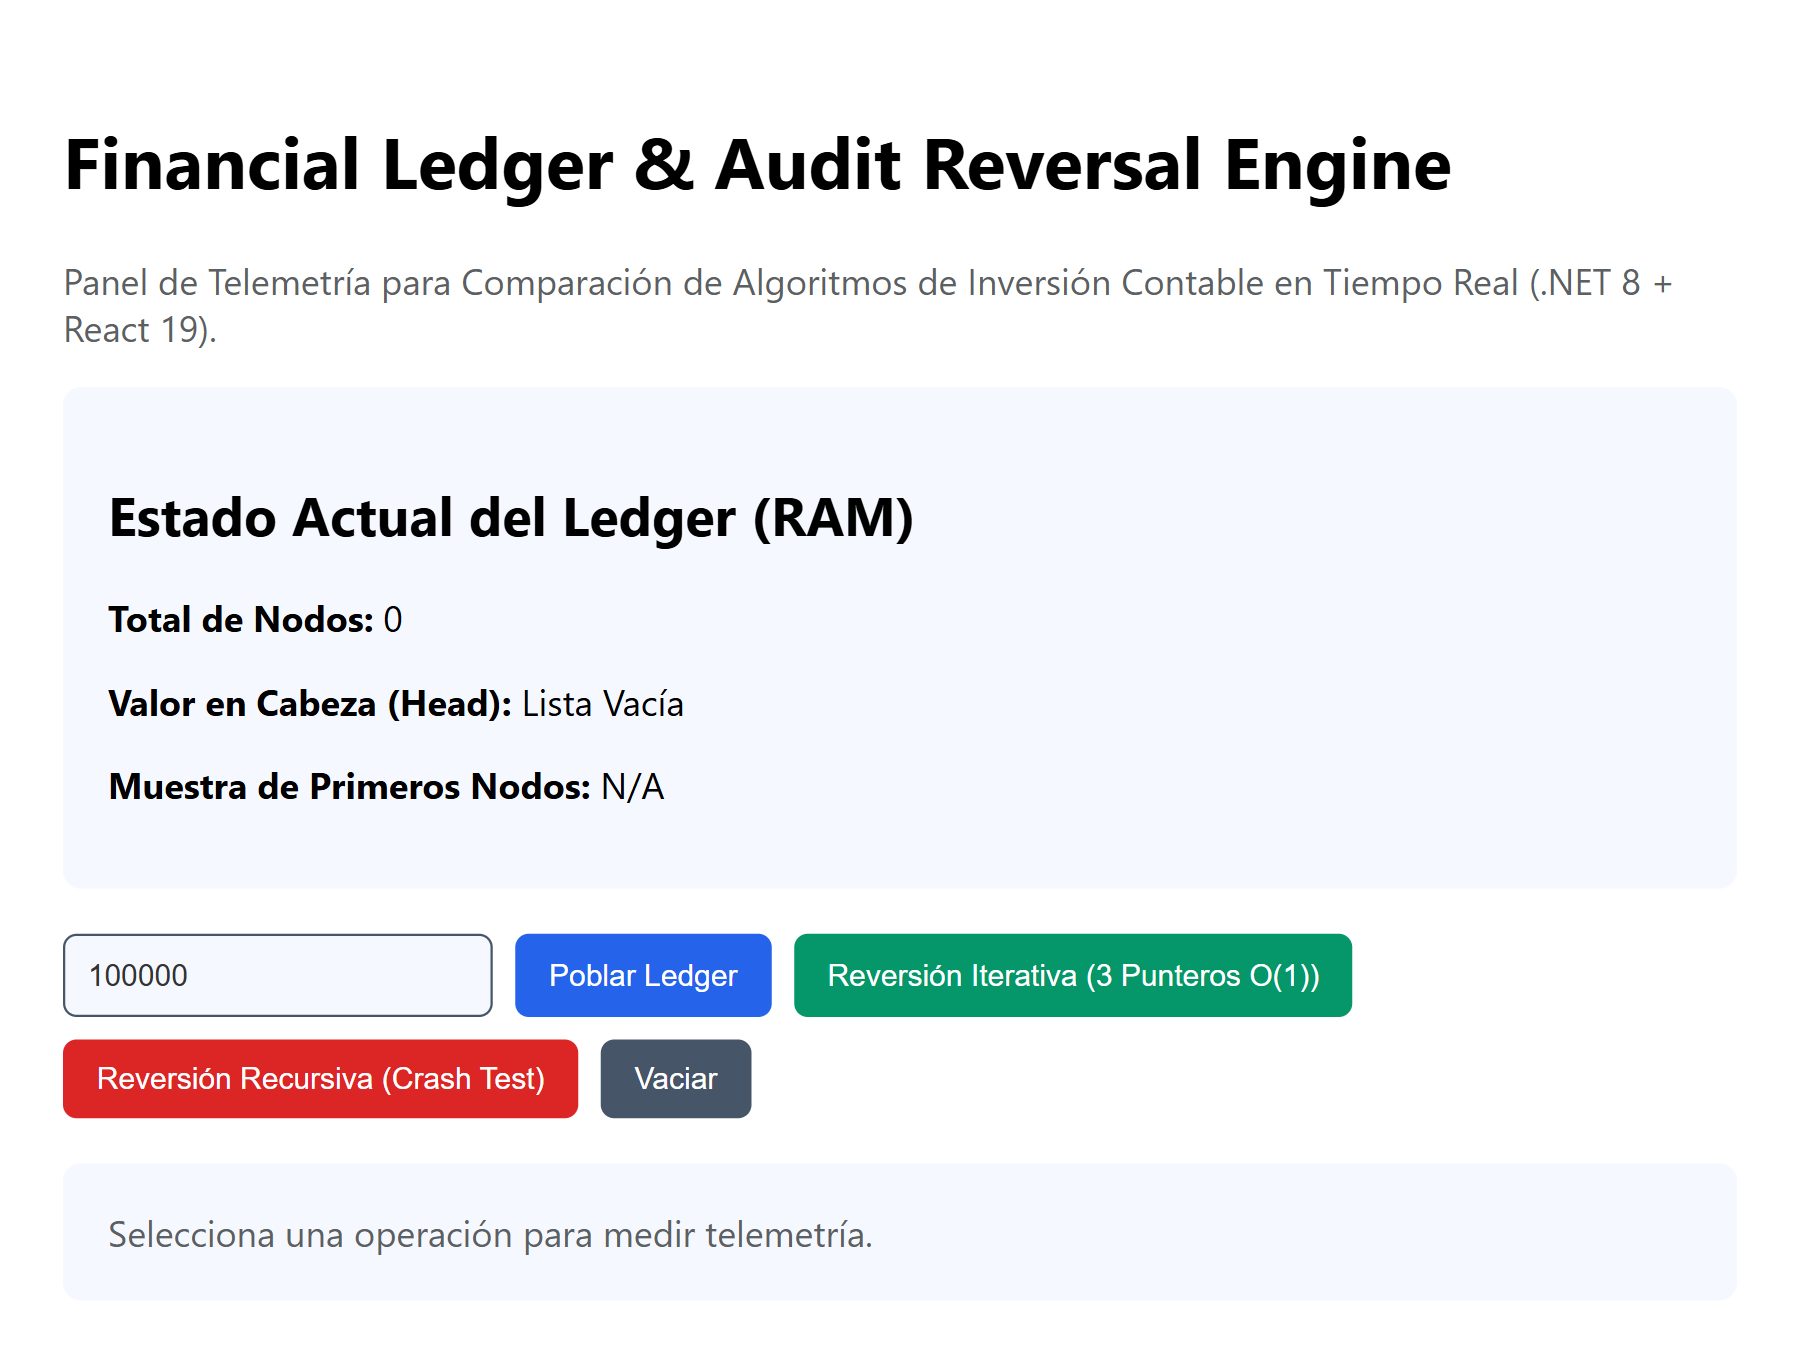 Financial Ledger & Audit Reversal Engine
Panel de Telemetría para Comparación de Algoritmos de Inversión Contable en Tiempo Real (.NET 8 +
React 19).
Estado Actual del Ledger (RAM)
Total de Nodos: 0
Valor en Cabeza (Head): Lista Vacía
Muestra de Primeros Nodos: N/A
100000
Poblar Ledger
Reversión Iterativa (3 Punteros O(1))
Reversión Recursiva (Crash Test)
Vaciar
Selecciona una operación para medir telemetría.